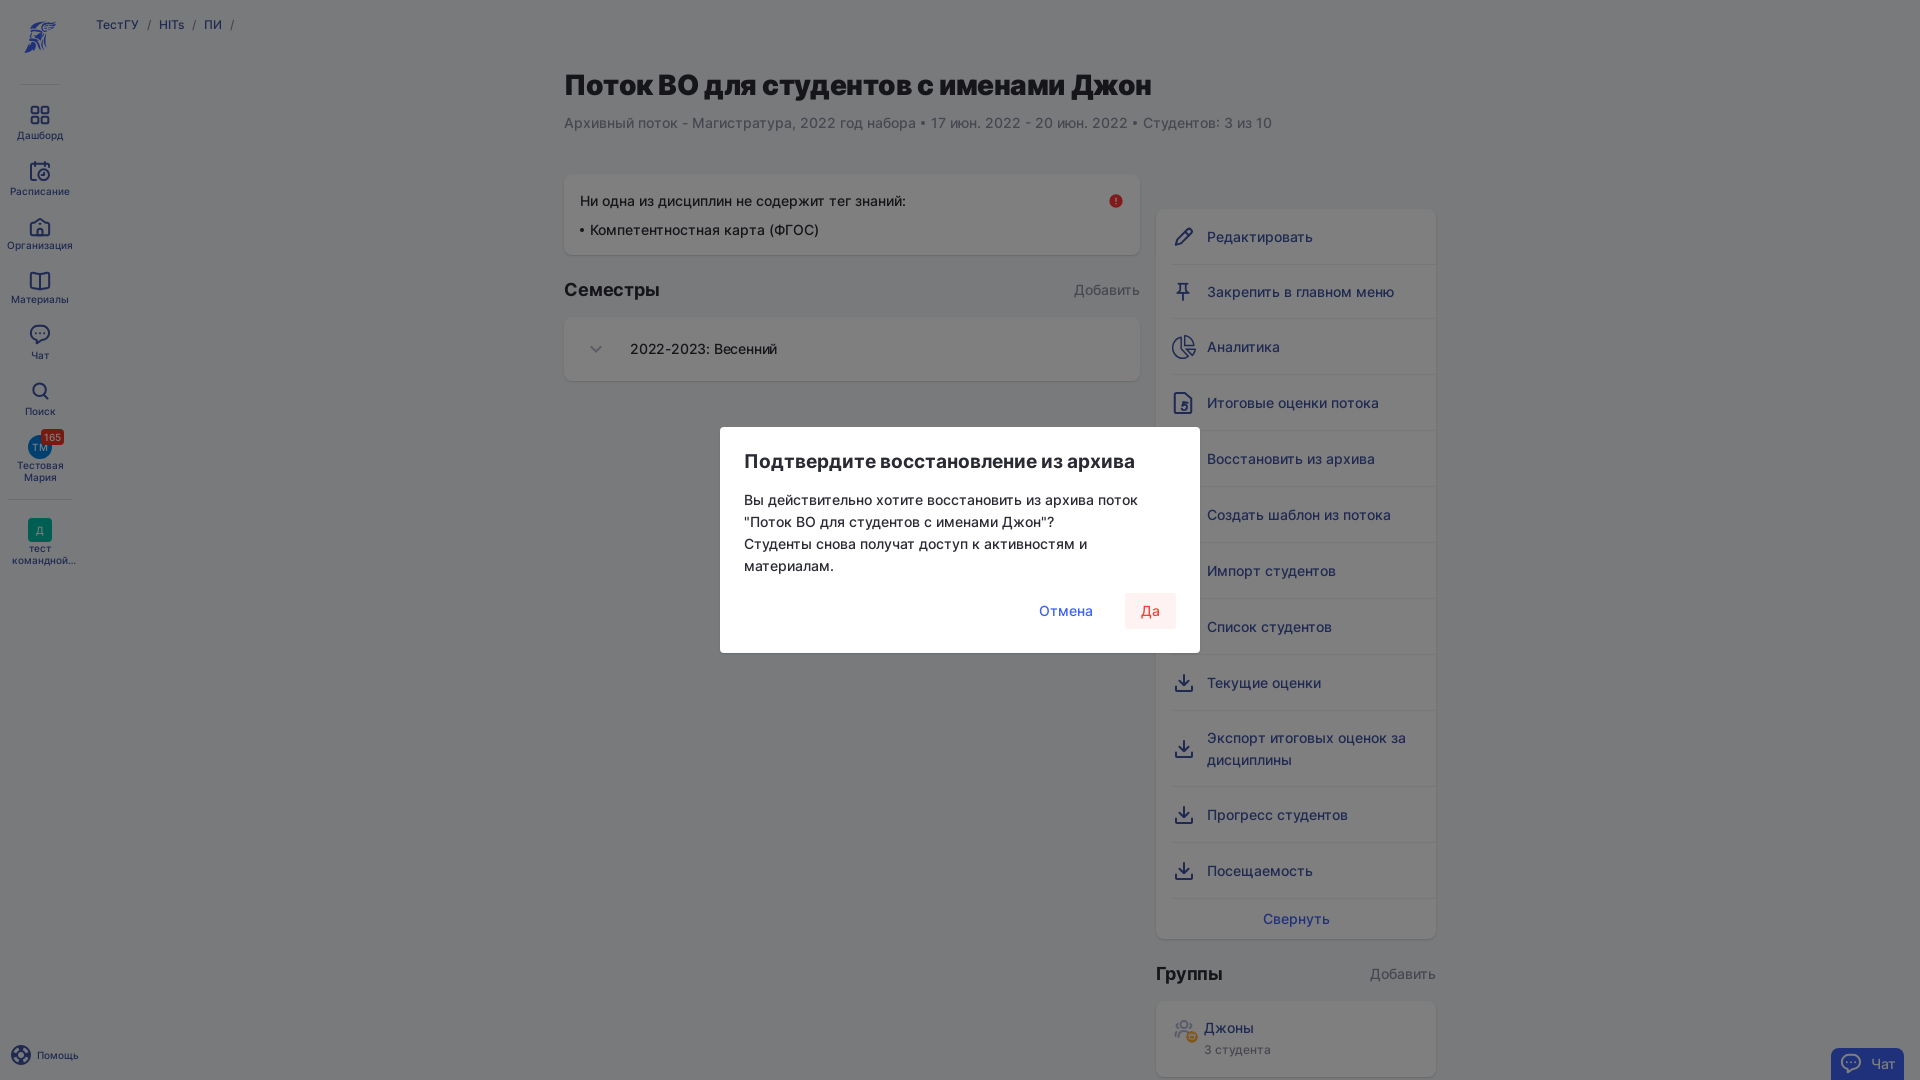 ТестГУ / HITs / ПИ /
Поток ВО для студентов с именами Джон
Архивный поток - Магистратура, 2022 год набора • 17 июн. 2022 - 20 июн. 2022 • Студентов: 3 из 10
Дашборд
Расписание
Организация
Материалы
Чат
Поиск
165
ТМ
Тестовая
Мария
Д
тест
командной...
Помощь
Ни одна из дисциплин не содержит тег знаний:
• Компетентностная карта (ФГОС)
Семестры
Добавить
2022-2023: Весенний
Подтвердите восстановление из архива
Вы действительно хотите восстановить из архива поток
"Поток ВО для студентов с именами Джон"?
Студенты снова получат доступ к активностям и
материалам.
Отмена
Да
Редактировать
Закрепить в главном меню
Аналитика
Итоговые оценки потока
Восстановить из архива
Создать шаблон из потока
Импорт студентов
Список студентов
Текущие оценки
Экспорт итоговых оценок за
дисциплины
Прогресс студентов
Посещаемость
Свернуть
Группы
Добавить
Джоны
3 студента
Чат